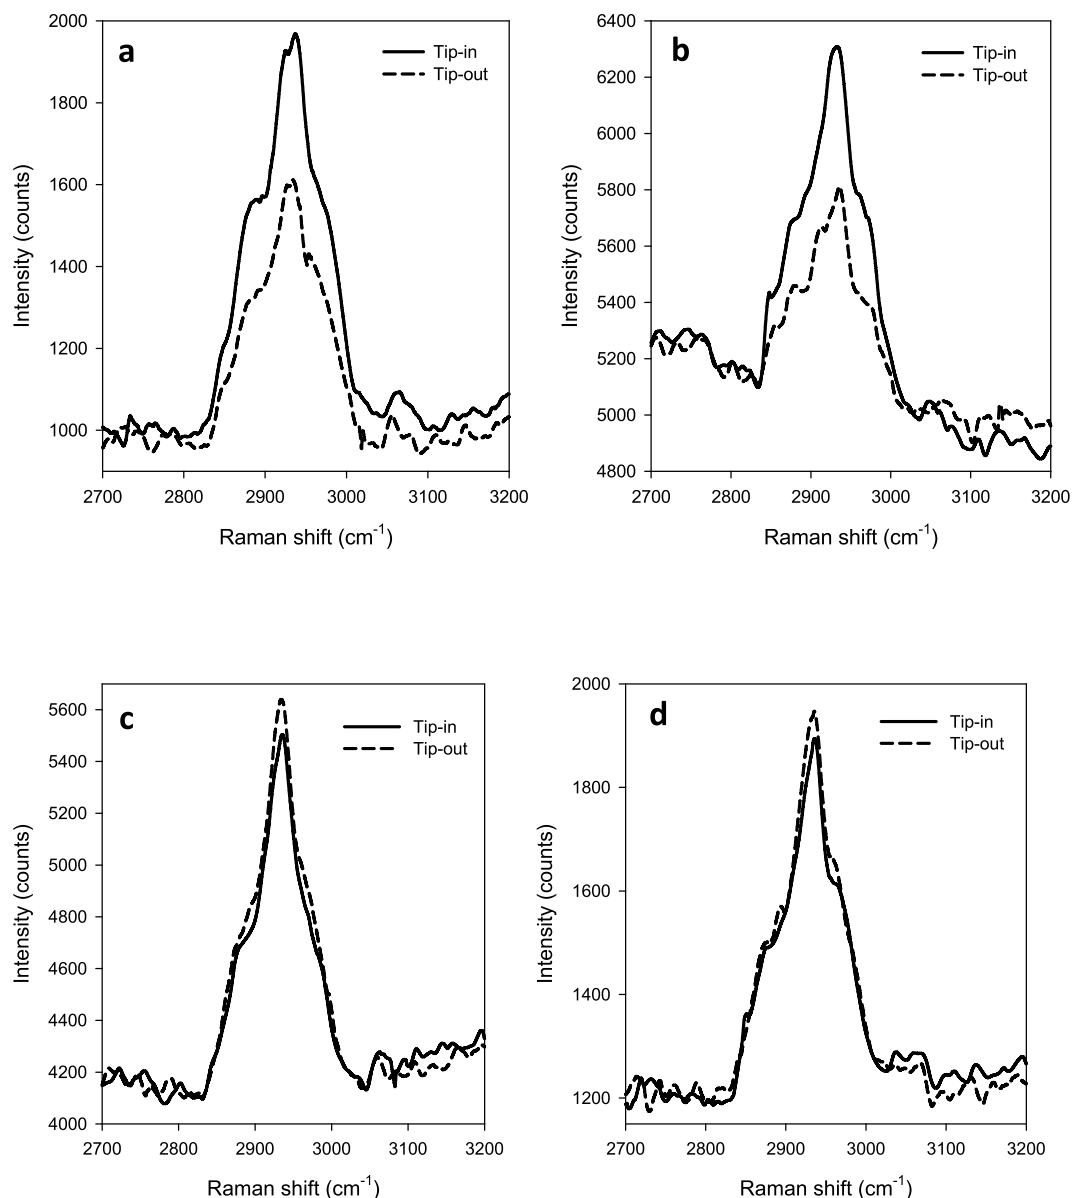 a
Tip-in
Tip-out
2000
1800
1600
1400
1200
1000
Intensity (counts)
2700 2800 2900 3000 3100 3200
Raman shift (cm-1)
b
Tip-in
Tip-out
6400
6200
6000
5800
5600
5400
5200
5000
4800
Intensity (counts)
2700 2800 2900 3000 3100 3200
Raman shift (cm-1)
c
Tip-in
Tip-out
5600
5400
5200
5000
4800
4600
4400
4200
4000
Intensity (counts)
2700 2800 2900 3000 3100 3200
Raman shift (cm-1)
d
Tip-in
Tip-out
2000
1800
1600
1400
1200
Intensity (counts)
2700 2800 2900 3000 3100 3200
Raman shift (cm-1)